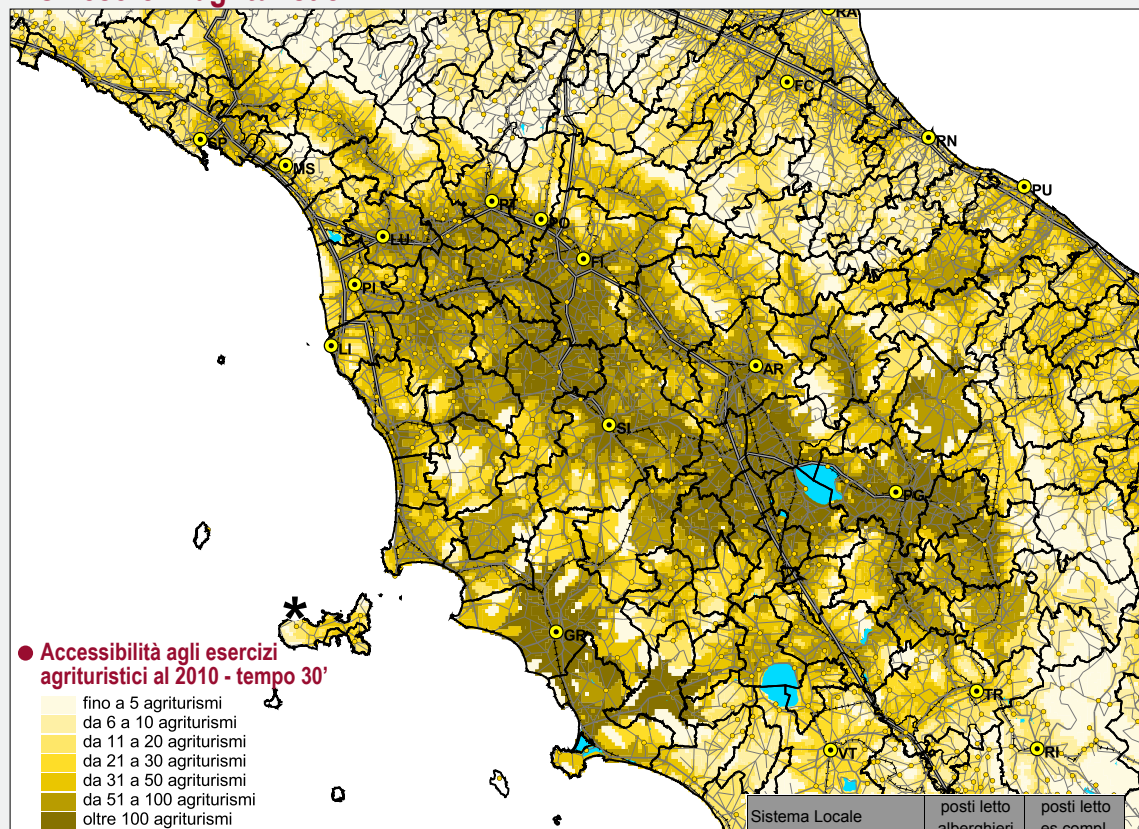 RA
FC
RN
PU
SP
MS
PT
PO
LU
FI
PI
LI
AR
SI
PG
*
GR
TR
VT
RI
Accessibilità agli esercizi
agrituristici al 2010 - tempo 30’
fino a 5 agriturismi
da 6 a 10 agriturismi
da 11 a 20 agriturismi
da 21 a 30 agriturismi
da 31 a 50 agriturismi
da 51 a 100 agriturismi
oltre 100 agriturismi
Sistema Locale
posti letto
alberghieri
posti letto
es.compl.